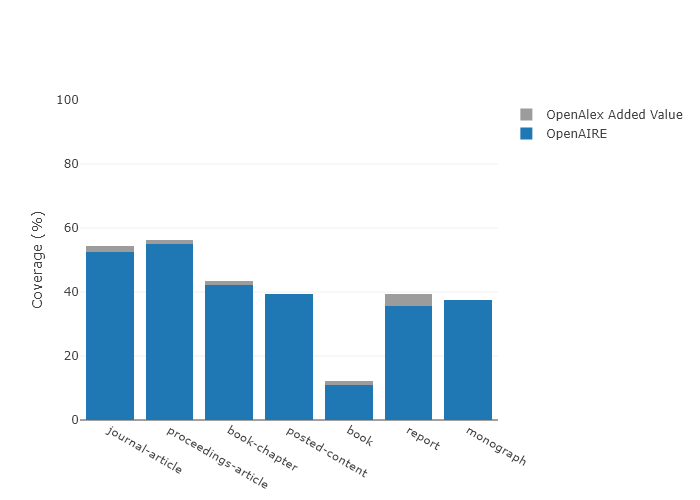 100
80
60
40
20
0
Coverage (%)
journal-article
proceedings-article
book-chapter
posted-content
book
report
monograph
OpenAlex Added Value
OpenAIRE